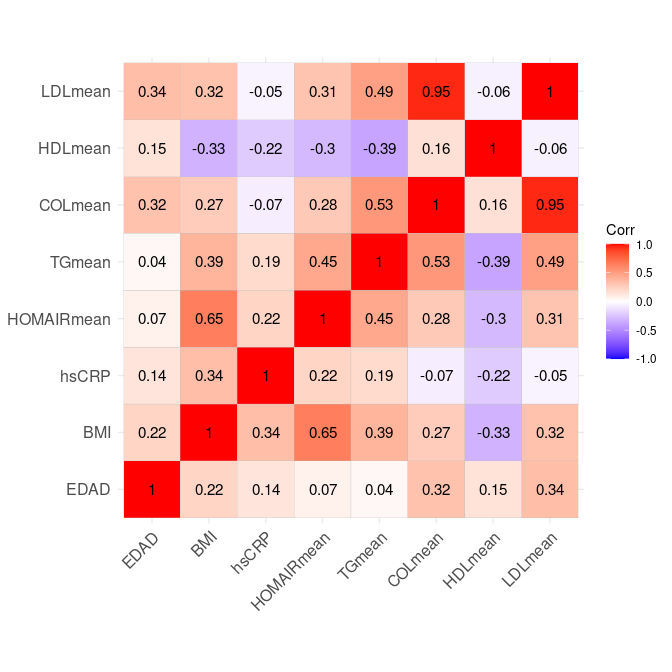 LDLmean 0.34 0.32 -0.05 0.31 0.49 0.95 -0.06 1
HDLmean 0.15 -0.33 -0.22 -0.3 -0.39 0.16 1 -0.06
COLmean 0.32 0.27 -0.07 0.28 0.53 1 0.16 0.95
TGmean 0.04 0.39 0.19 0.45 1 0.53 -0.39 0.49
HOMAIRmean 0.07 0.65 0.22 1 0.45 0.28 -0.3 0.31
hsCRP 0.14 0.34 1 0.22 0.19 -0.07 -0.22 -0.05
BMI 0.22 1 0.34 0.65 0.39 0.27 -0.33 0.32
EDAD 1 0.22 0.14 0.07 0.04 0.32 0.15 0.34
EDAD BMI hsCRP HOMAIRmean TGmean COLmean HDLmean LDLmean
Corr
1.0
0.5
0.0
-0.5
-1.0